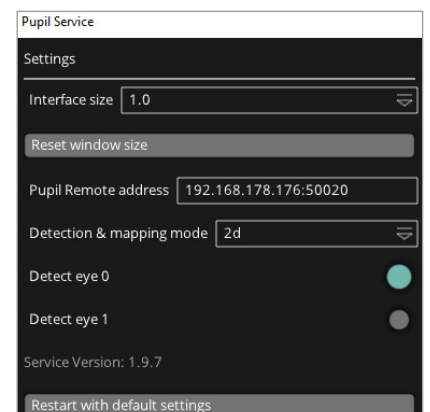 Pupil Service
Settings
Interface size 1.0
Reset window size
Pupil Remote address 192.168.178.176:50020
Detection & mapping mode 2d
Detect eye 0
Detect eye 1
Service Version: 1.9.7
Restart with default settings